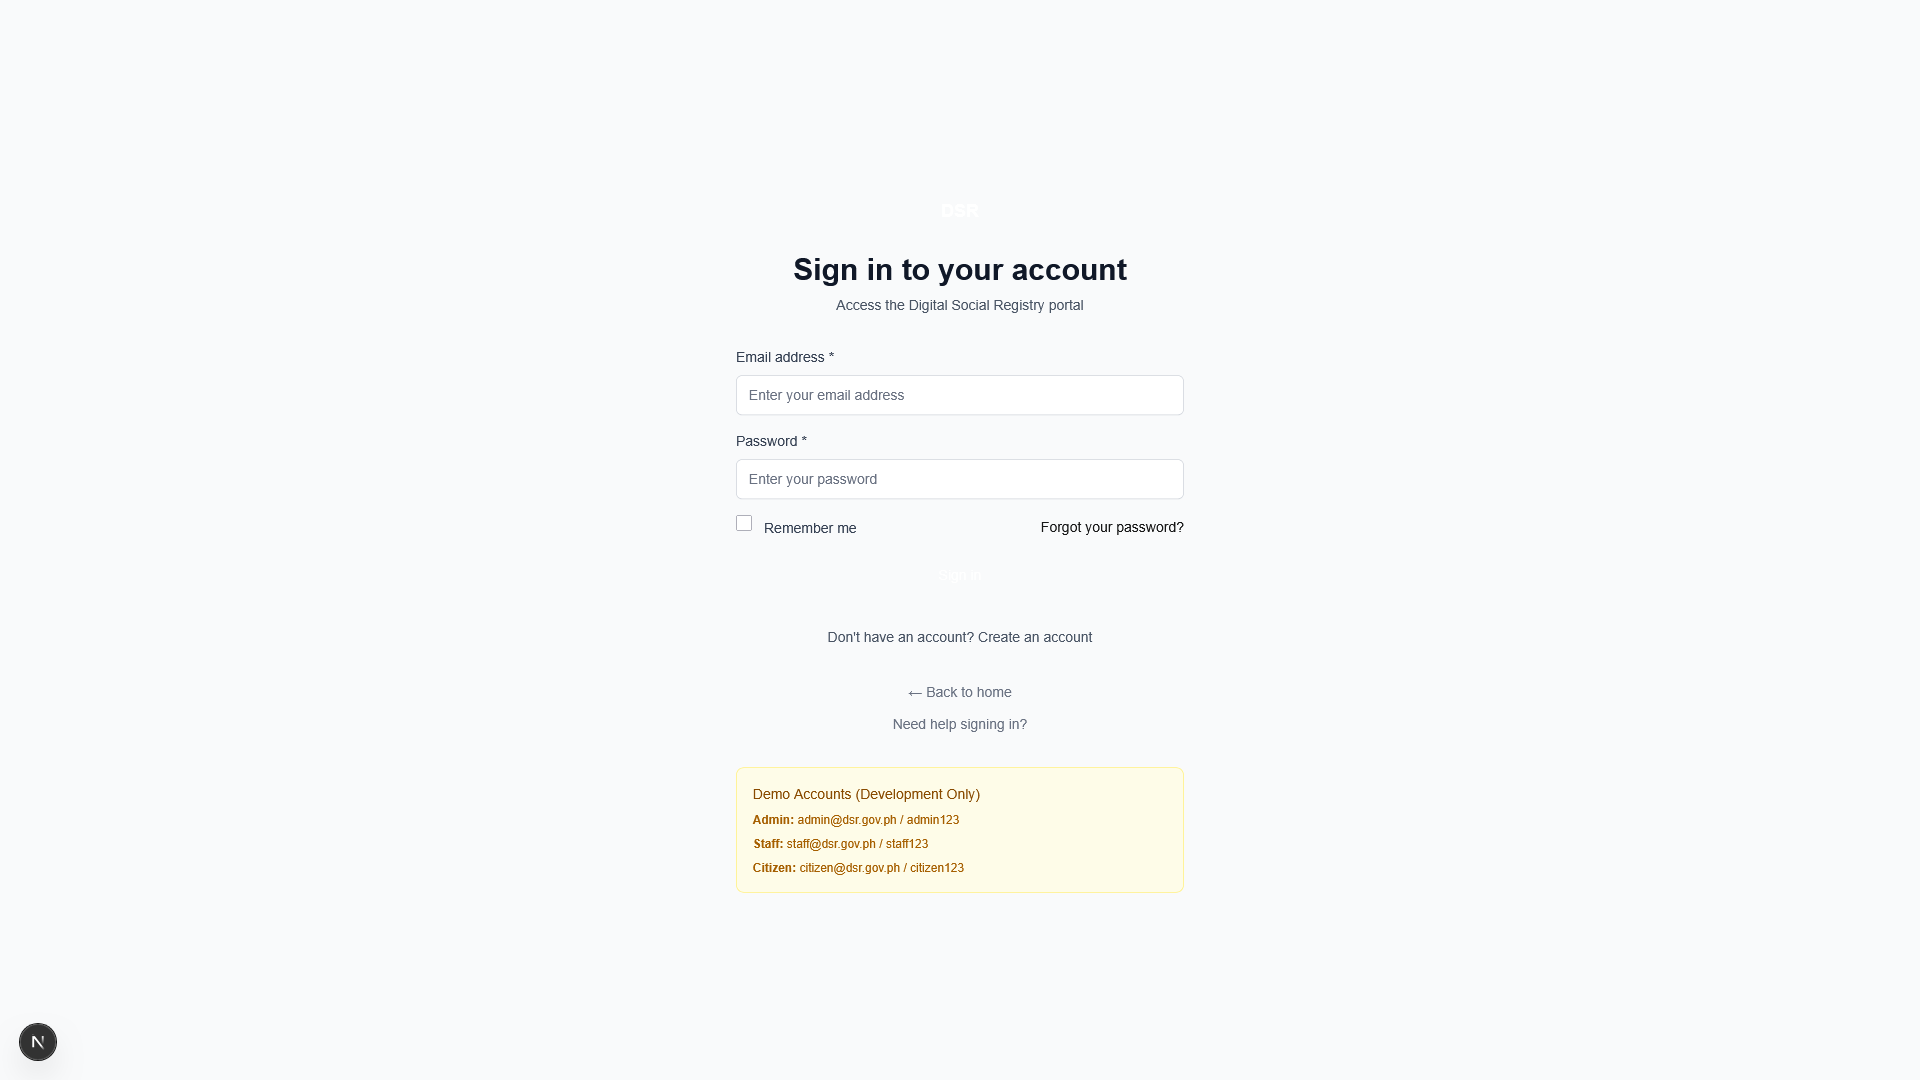 DSR
Sign in to your account
Access the Digital Social Registry portal
Email address *
Enter your email address
Password *
Enter your password
Remember me
Forgot your password?
Sign in
Don't have an account? Create an account
← Back to home
Need help signing in?
Demo Accounts (Development Only)
Admin: admin@dsr.gov.ph / admin123
Staff: staff@dsr.gov.ph / staff123
Citizen: citizen@dsr.gov.ph / citizen123
N